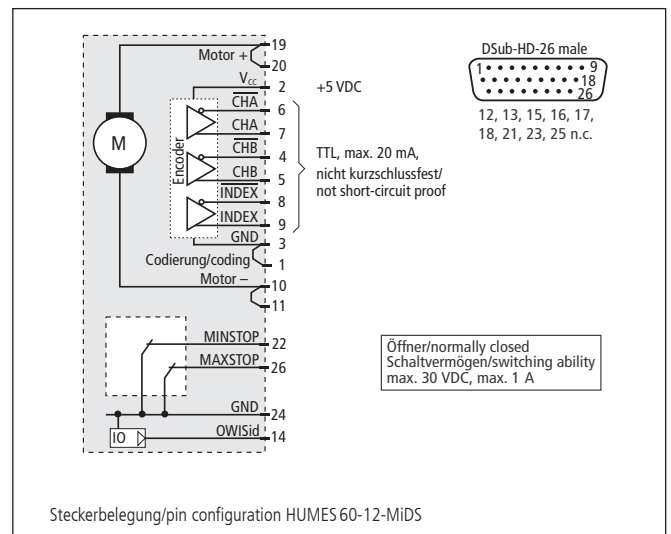 19
Motor +
20
V_CC 2
+5 VDC
C̅H̅A̅ 6
CHA 7
C̅H̅B̅ 4
CHB 5
I̅N̅D̅E̅X̅ 8
INDEX 9
GND 3
Codierung/coding 1
Motor – 10
11
M
Encoder
TTL, max. 20 mA,
nicht kurzschlussfest/
not short-circuit proof
MINSTOP 22
MAXSTOP 26
GND 24
IO
OWISid 14
DSub-HD-26 male
1 9
18
26
12, 13, 15, 16, 17,
18, 21, 23, 25 n.c.
Öffner/normally closed
Schaltvermögen/switching ability
max. 30 VDC, max. 1 A
Steckerbelegung/pin configuration HUMES 60-12-MiDS